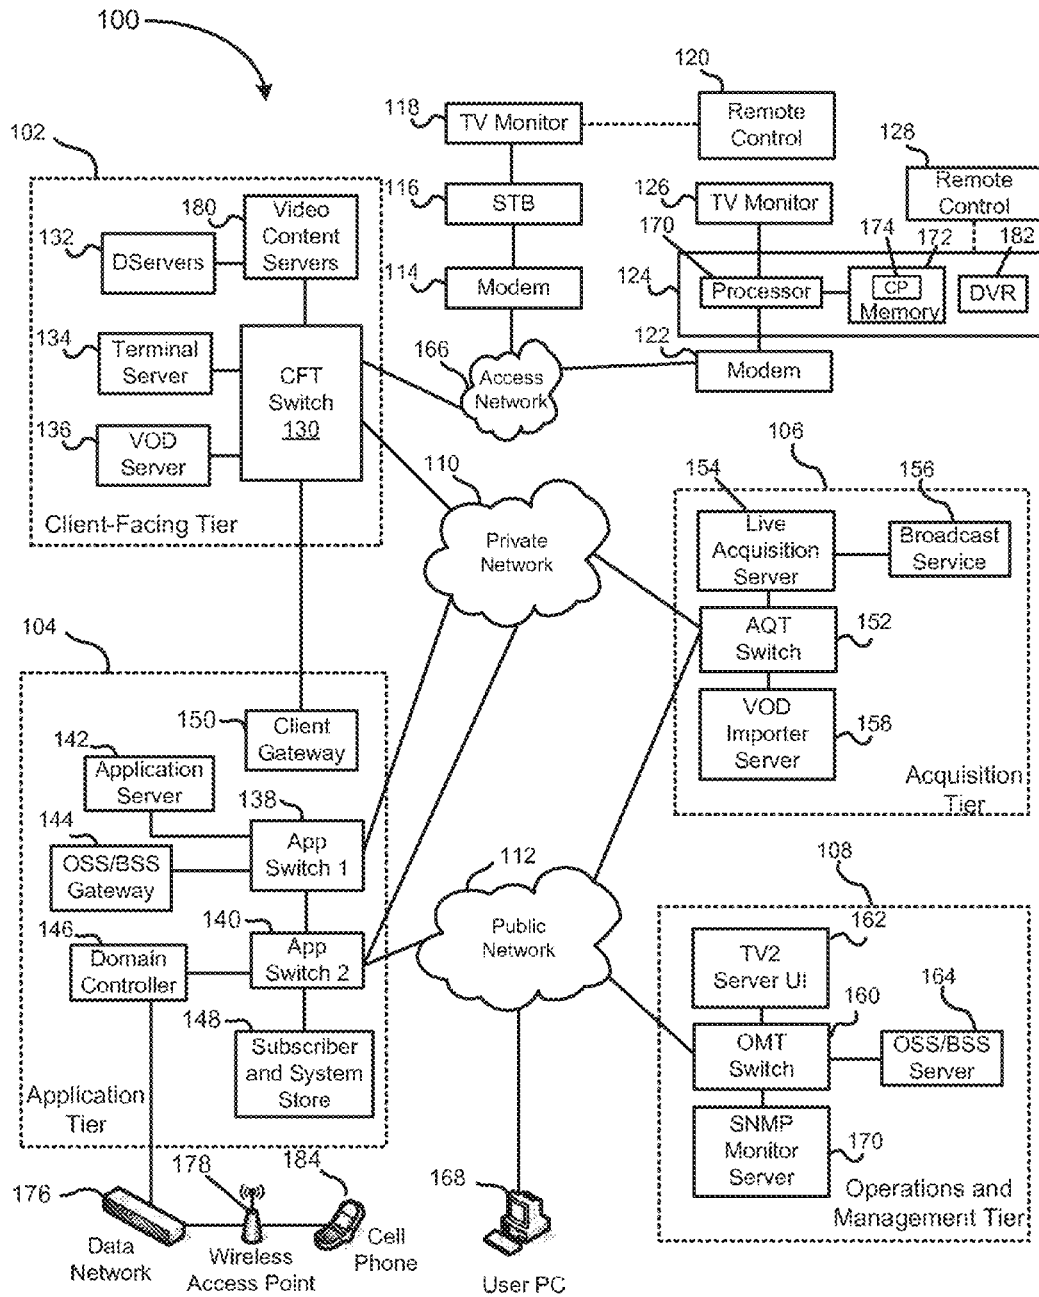 100
102
180
Video
Content
Servers
132
DServers
134
Terminal
Server
CFT
Switch
130
136
VOD
Server
Client-Facing Tier
118
TV Monitor
120
Remote
Control
116
STB
126
TV Monitor
128
Remote
Control
170
174
172
182
114
Modem
124
Processor
CP
Memory
DVR
122
Modem
166
Access
Network
110
Private
Network
106
154
Live
Acquisition
Server
156
Broadcast
Service
AQT
Switch
152
VOD
Importer
Server
158
Acquisition
Tier
104
150
Client
Gateway
142
Application
Server
138
App
Switch 1
144
OSS/BSS
Gateway
140
App
Switch 2
146
Domain
Controller
148
Subscriber
and System
Store
Application
Tier
112
Public
Network
108
162
TV2
Server UI
160
OMT
Switch
164
OSS/BSS
Server
SNMP
Monitor
Server
170
Operations and
Management Tier
176
Data
Network
178
Wireless
Access Point
184
Cell
Phone
168
User PC